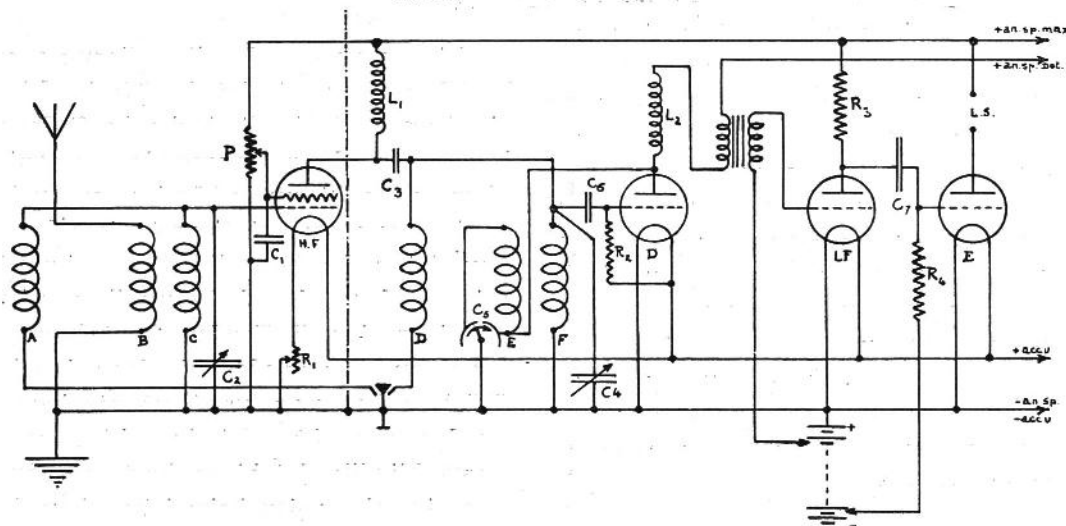 +an.sp.max
+an.sp.Det.
L1
L2
R3
L.S.
P
C3
C6
C7
C1
H.F
R2
D
LF
E
R4
A
B
C
D
C5
E
F
C2
R1
C4
+accu
-an.sp.
-accu
+
-